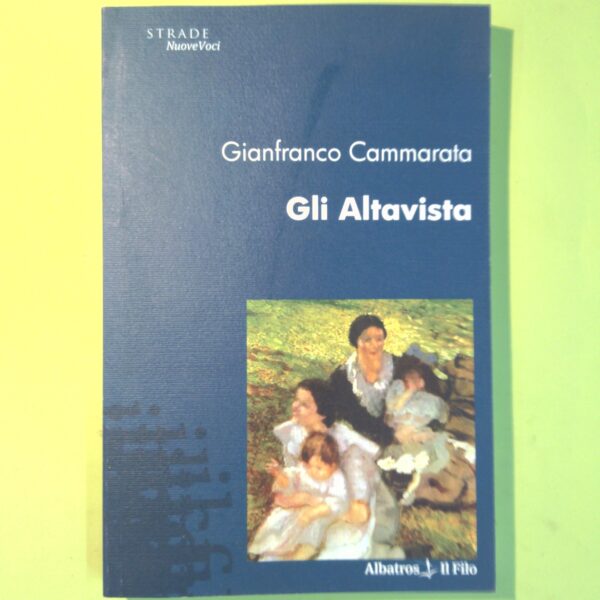 STRADE
NuoveVoci
Gianfranco Cammarata
Gli Altavista
Albatros Il Filo